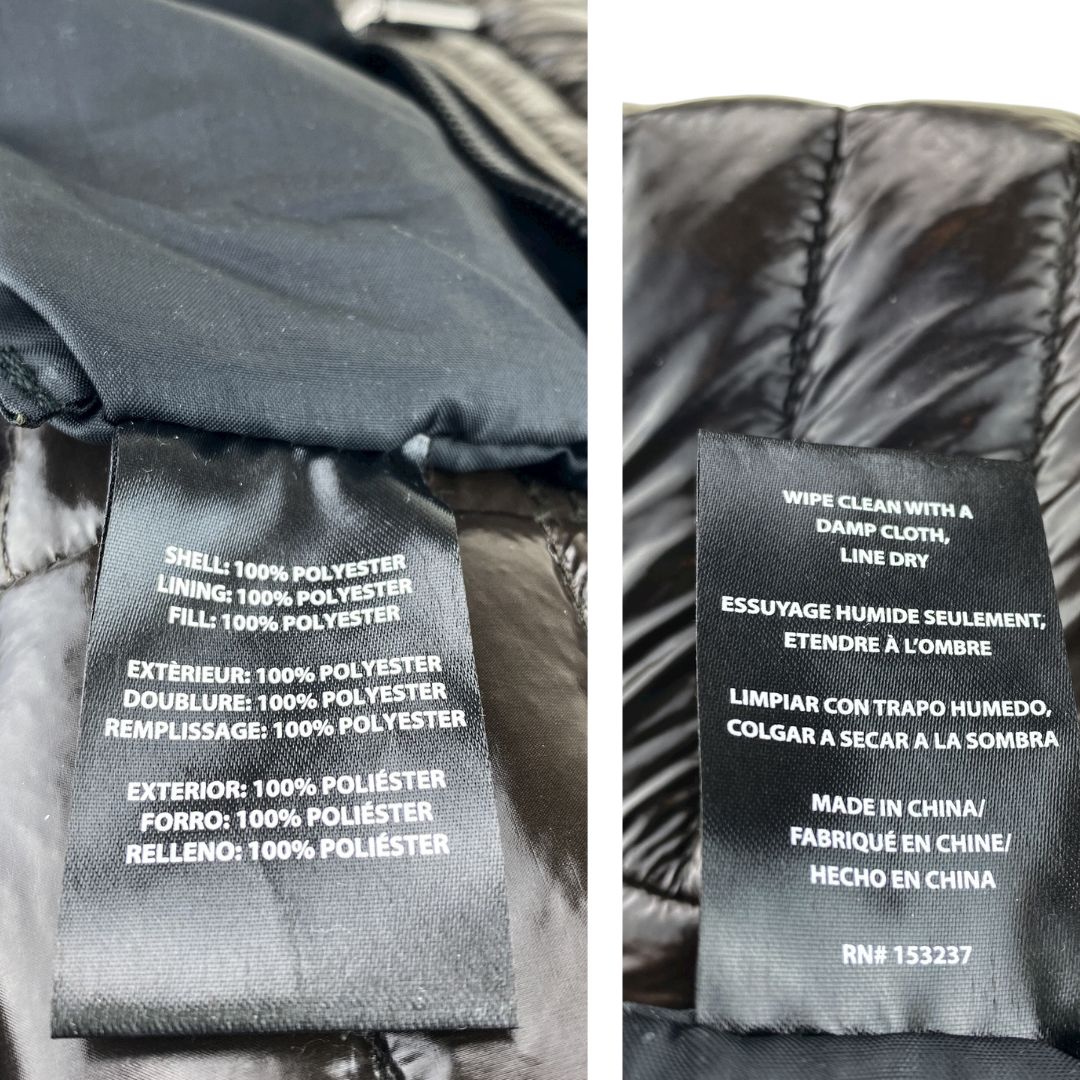 SHELL: 100% POLYESTER
LINING: 100% POLYESTER
FILL: 100% POLYESTER
EXTÈRIEUR: 100% POLYESTER
DOUBLURE: 100% POLYESTER
REMPLISSAGE: 100% POLYESTER
EXTERIOR: 100% POLIÉSTER
FORRO: 100% POLIÉSTER
RELLENO: 100% POLIÉSTER
WIPE CLEAN WITH A
DAMP CLOTH,
LINE DRY
ESSUYAGE HUMIDE SEULEMENT,
ETENDRE À L'OMBRE
LIMPIAR CON TRAPO HUMEDO,
COLGAR A SECAR A LA SOMBRA
MADE IN CHINA/
FABRIQUÉ EN CHINE/
HECHO EN CHINA
RN# 153237